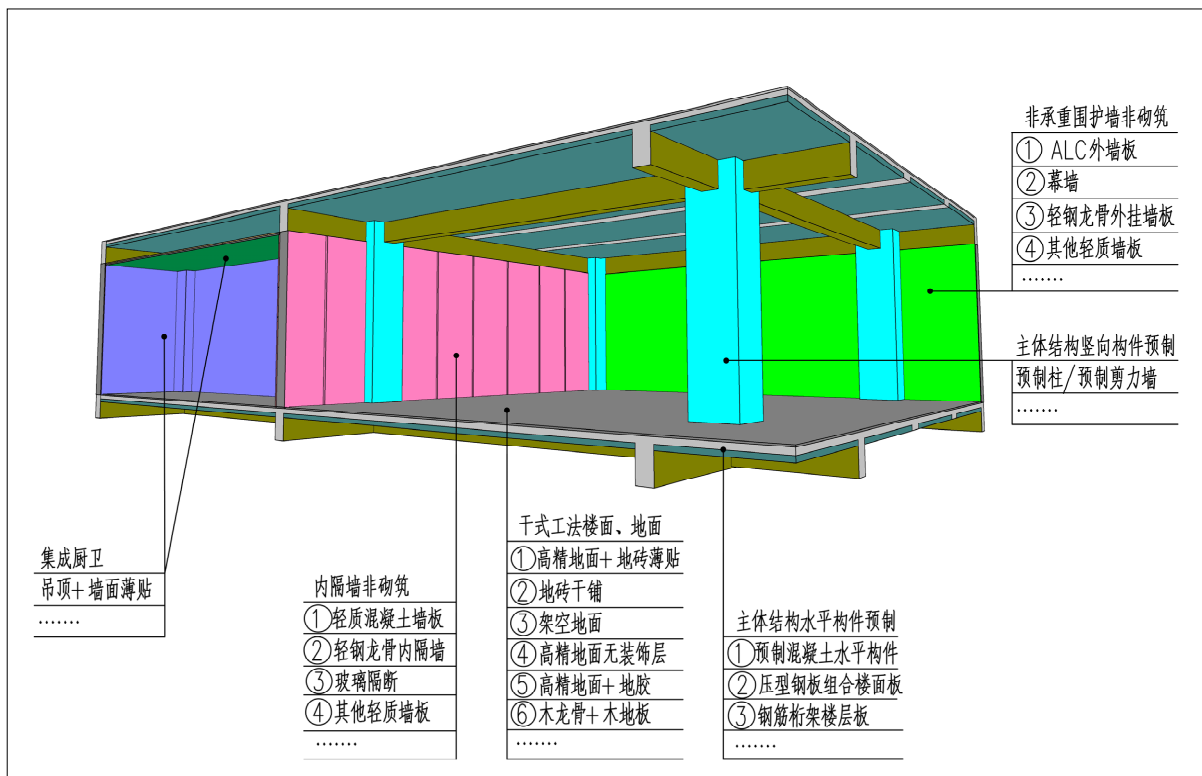 非承重围护墙非砌筑
① ALC外墙板
②幕墙
③轻钢龙骨外挂墙板
④其他轻质墙板
.......
主体结构竖向构件预制
预制柱/预制剪力墙
.......
集成厨卫
吊顶+墙面薄贴
.......
内隔墙非砌筑
①轻质混凝土墙板
②轻钢龙骨内隔墙
③玻璃隔断
④其他轻质墙板
.......
干式工法楼面、地面
①高精地面+地砖薄贴
②地砖干铺
③架空地面
④高精地面无装饰层
⑤高精地面+地胶
⑥木龙骨+木地板
.......
主体结构水平构件预制
①预制混凝土水平构件
②压型钢板组合楼面板
③钢筋桁架楼层板
.......